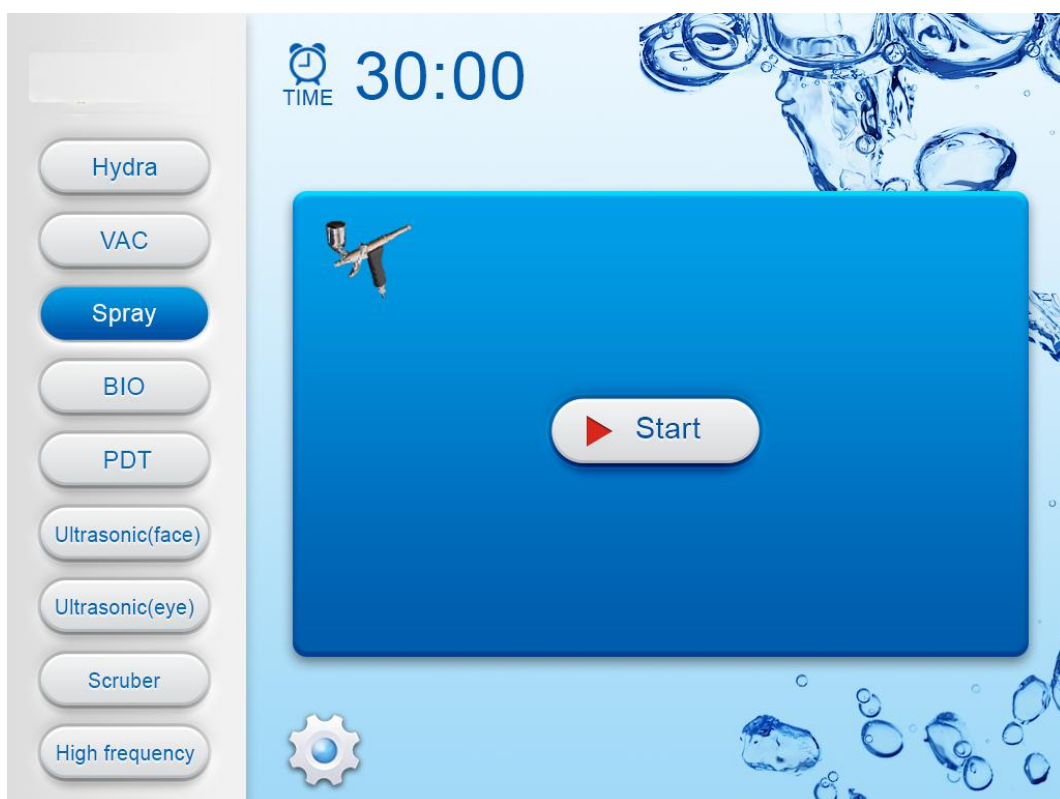 TIME 30:00
Hydra
VAC
Spray
BIO
PDT
Ultrasonic(face)
Ultrasonic(eye)
Scruber
High frequency
Start